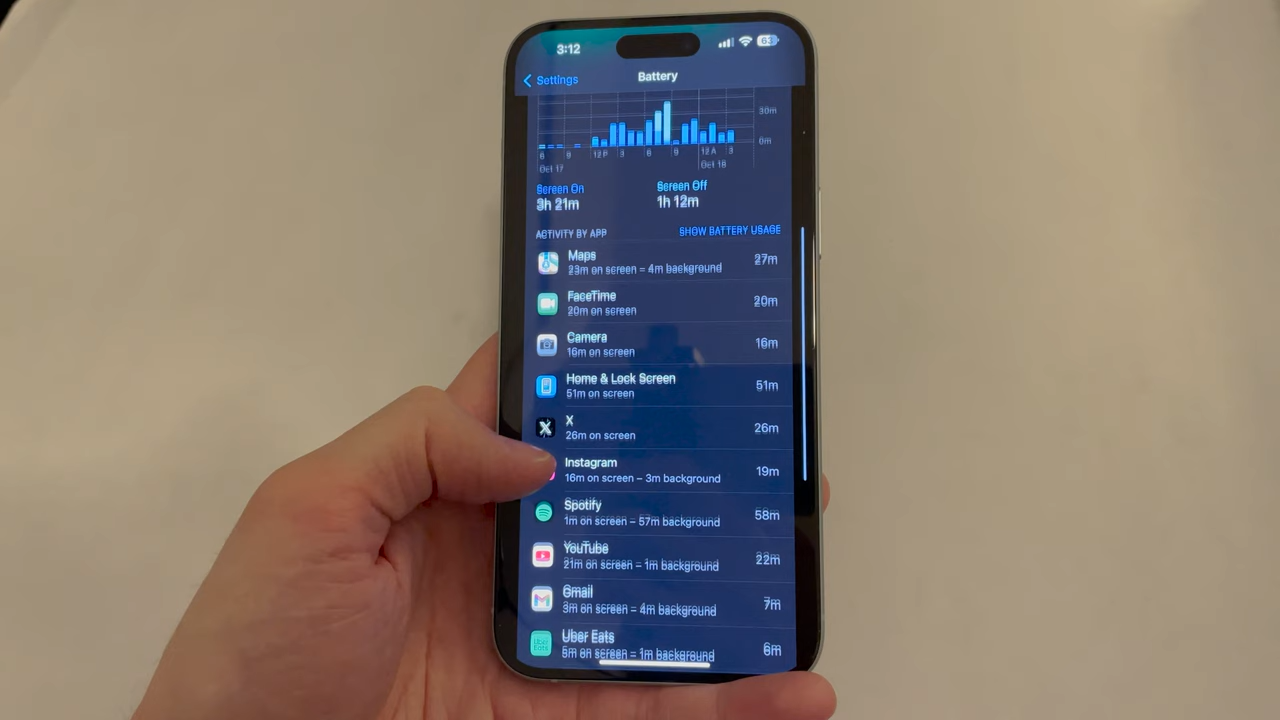 3:12
63
Settings
Battery
30m
0m
6 9 12 P 3 6 9 12 A 3
Oct 17 Oct 18
Screen On Screen Off
3h 21m 1h 12m
ACTIVITY BY APP SHOW BATTERY USAGE
Maps
23m on screen – 4m background
27m
FaceTime
20m on screen
20m
Camera
16m on screen
16m
Home & Lock Screen
51m on screen
51m
X
26m on screen
26m
Instagram
16m on screen – 3m background
19m
Spotify
1m on screen – 57m background
58m
YouTube
21m on screen – 1m background
22m
Gmail
3m on screen – 4m background
7m
Uber Eats
5m on screen – 1m background
6m